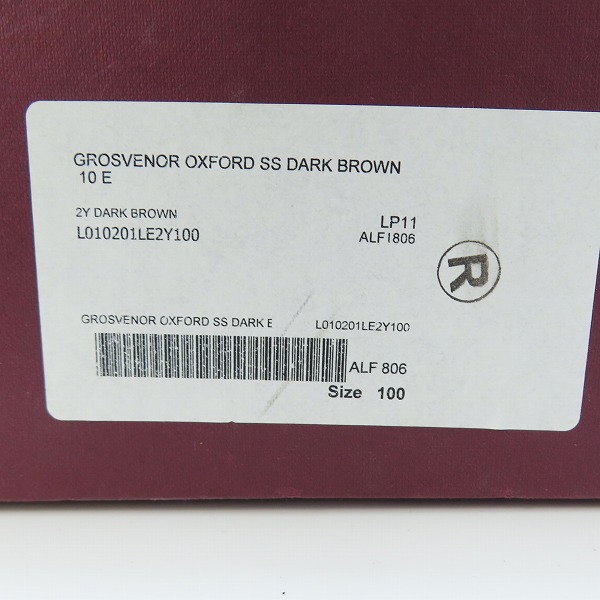 GROSVENOR OXFORD SS DARK BROWN
10 E
2Y DARK BROWN
L010201LE2Y100
LP11
ALF1806
R
GROSVENOR OXFORD SS DARK E L010201LE2Y100
ALF 806
Size 100